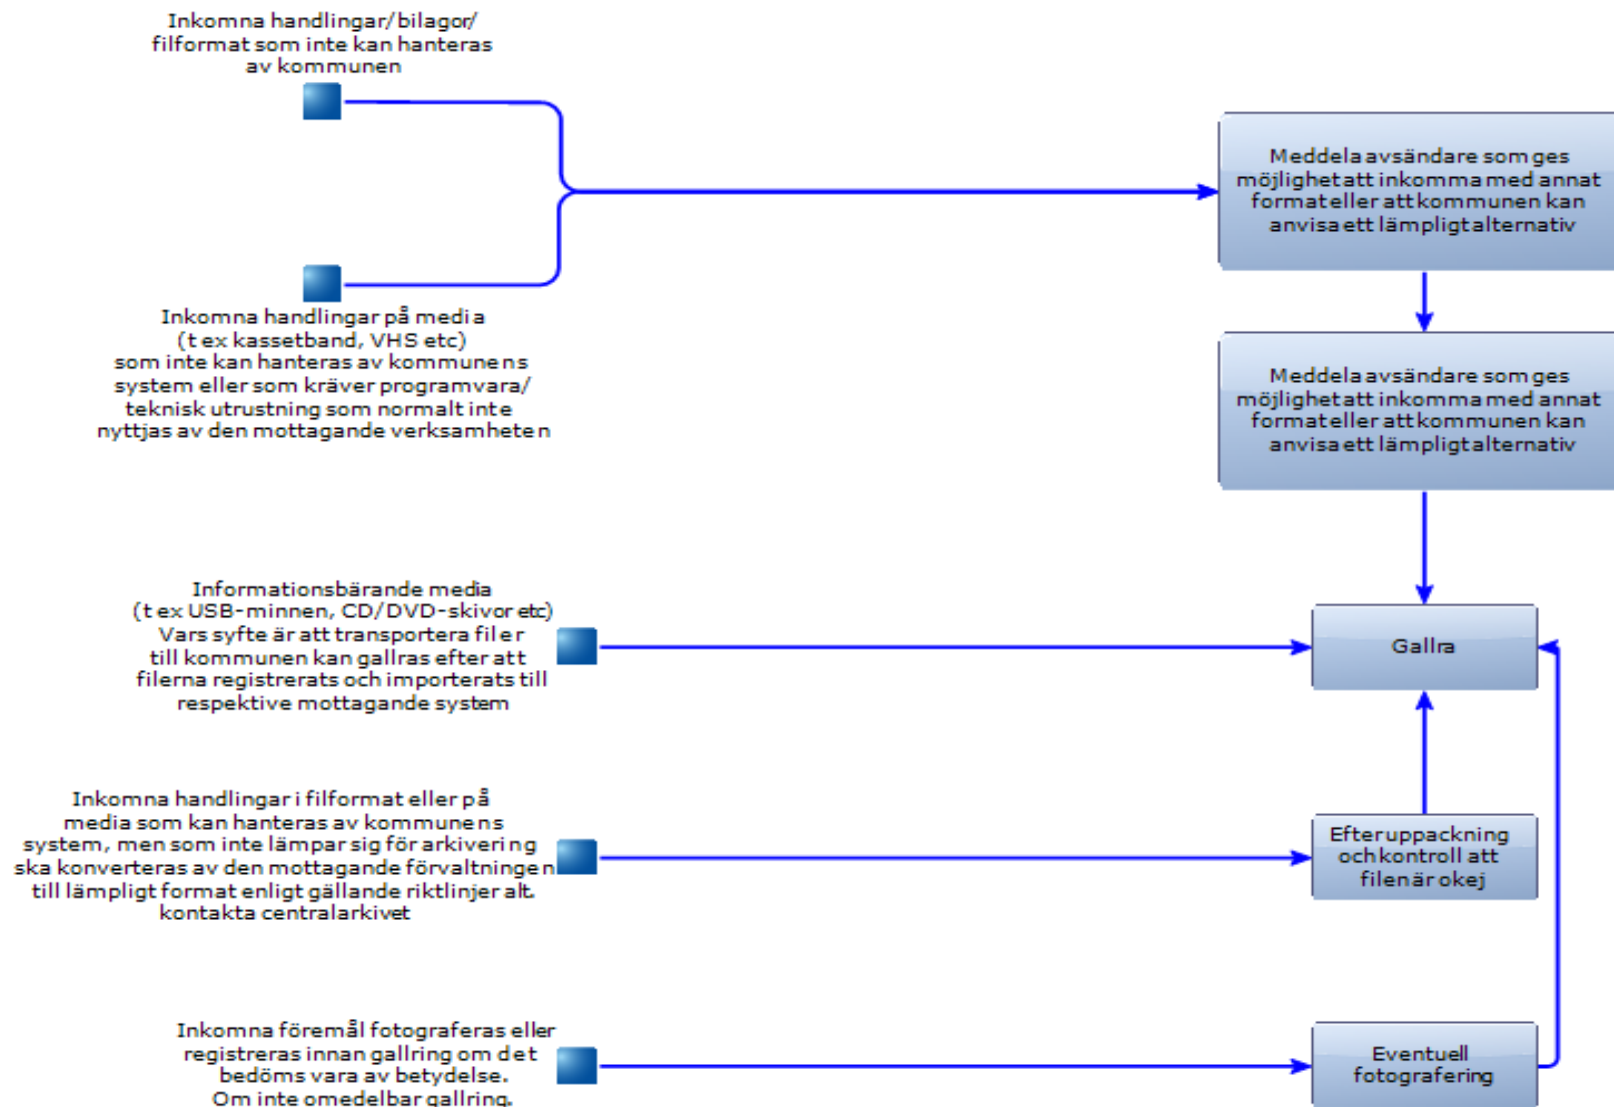 Inkomna handlingar/bilagor/
filformat som inte kan hanteras
av kommunen
Meddela avsändare som ges
möjlighet att inkomma med annat
format eller att kommunen kan
anvisa ett lämpligt alternativ
Inkomna handlingar på media
(t ex kassetband, VHS etc)
som inte kan hanteras av kommunens
system eller som kräver programvara/
teknisk utrustning som normalt inte
nyttjas av den mottagande verksamheten
Meddela avsändare som ges
möjlighet att inkomma med annat
format eller att kommunen kan
anvisa ett lämpligt alternativ
Informationsbärande media
(t ex USB-minnen, CD/DVD-skivor etc)
Vars syfte är att transportera filer
till kommunen kan gallras efter att
filerna registrerats och importerats till
respektive mottagande system
Gallra
Inkomna handlingar i filformat eller på
media som kan hanteras av kommunens
system, men som inte lämpar sig för arkivering
ska konverteras av den mottagande förvaltningen
till lämpligt format enligt gällande riktlinjer alt.
kontakta centralarkivet
Efter uppackning
och kontroll att
filen är okej
Inkomna föremål fotograferas eller
registreras innan gallring om det
bedöms vara av betydelse.
Om inte omedelbar gallring.
Eventuell
fotografering